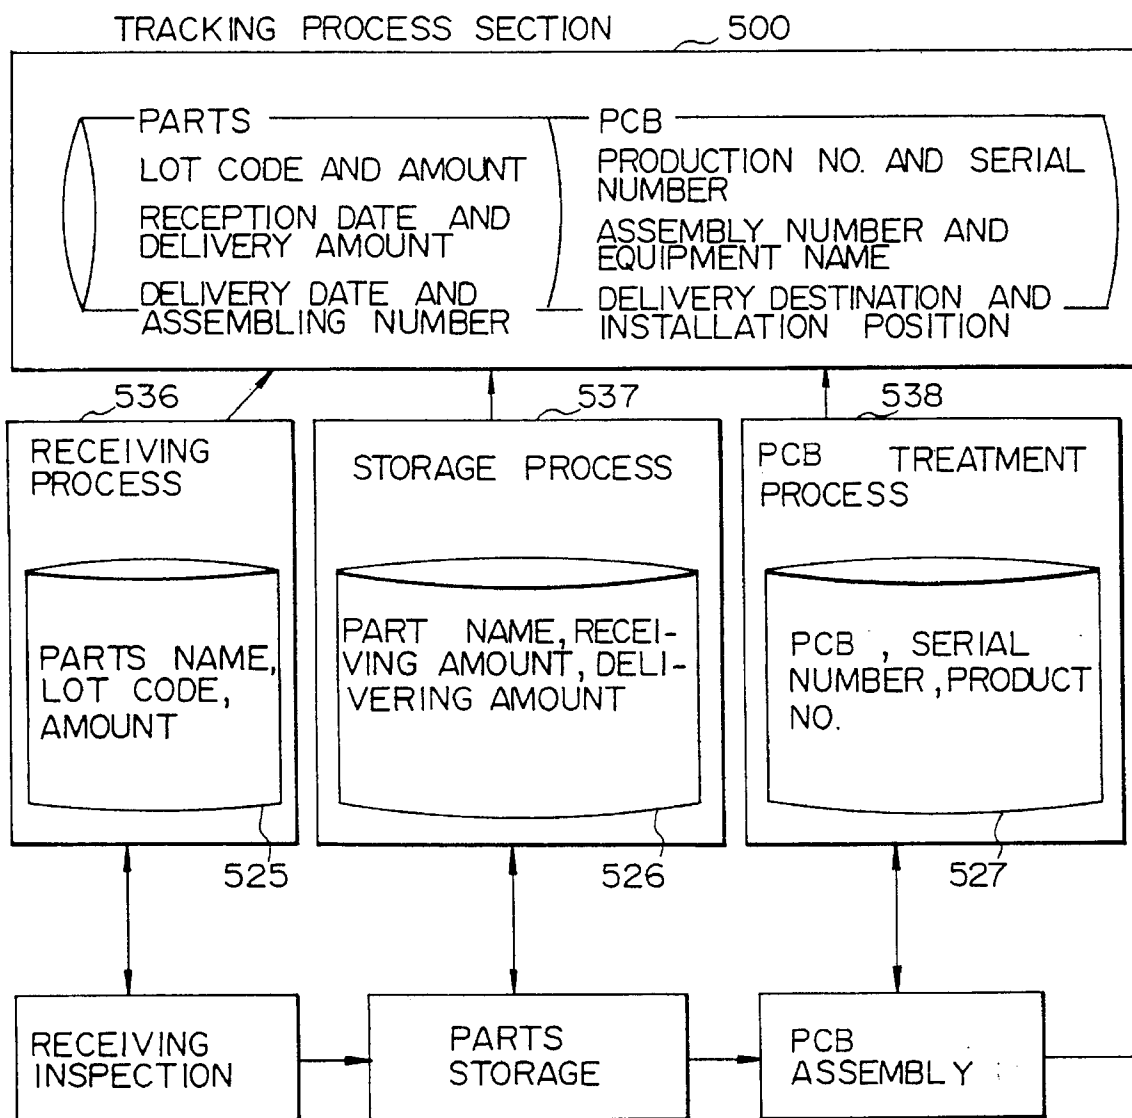 TRACKING PROCESS SECTION 500
PARTS
LOT CODE AND AMOUNT
RECEPTION DATE AND
DELIVERY AMOUNT
DELIVERY DATE AND
ASSEMBLING NUMBER
PCB
PRODUCTION NO. AND SERIAL
NUMBER
ASSEMBLY NUMBER AND
EQUIPMENT NAME
DELIVERY DESTINATION AND
INSTALLATION POSITION
536
RECEIVING
PROCESS
PARTS NAME,
LOT CODE,
AMOUNT
525
537
STORAGE PROCESS
PART NAME, RECEI-
VING AMOUNT, DELI-
VERING AMOUNT
526
538
PCB TREATMENT
PROCESS
PCB , SERIAL
NUMBER, PRODUCT
NO.
527
RECEIVING
INSPECTION
PARTS
STORAGE
PCB
ASSEMBLY